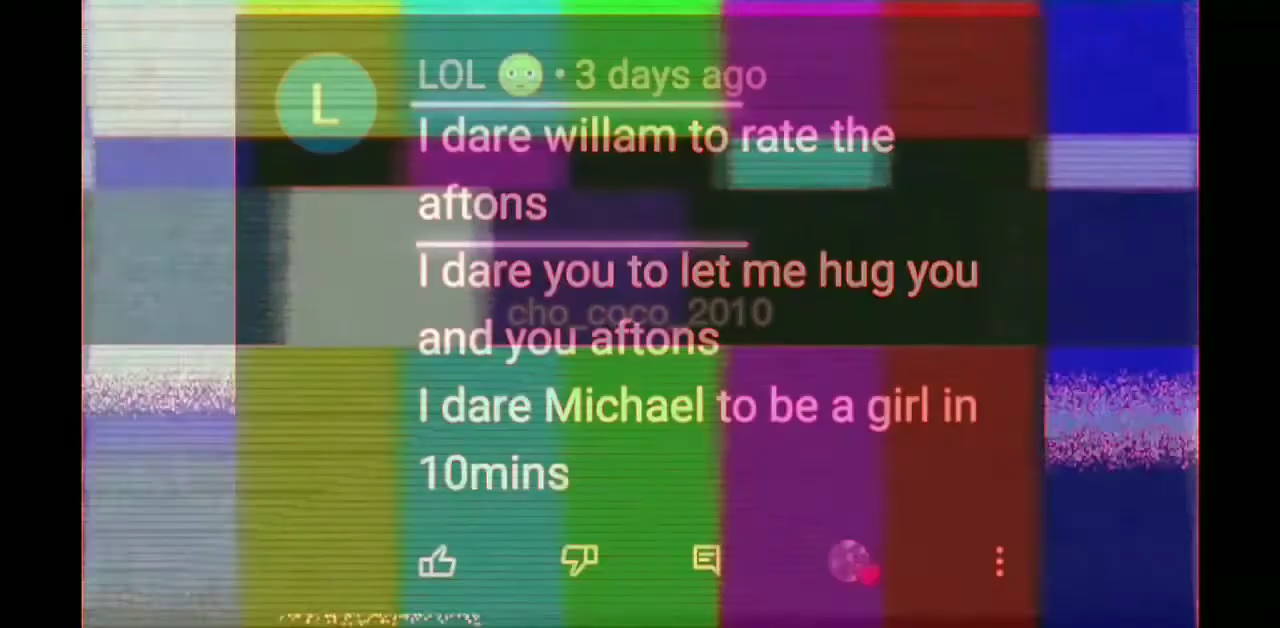 L
LOL 😳 • 3 days ago
I dare willam to rate the
aftons
I dare you to let me hug you
cho_coco_2010
and you aftons
I dare Michael to be a girl in
10mins